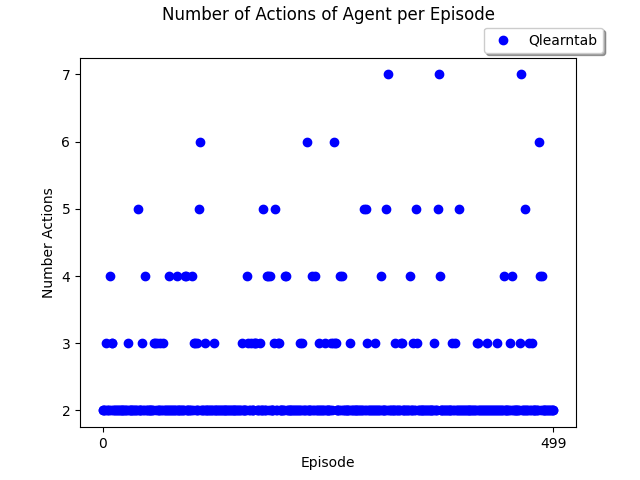 Number of Actions of Agent per Episode
Qlearntab
7
6
5
4
3
2
Number Actions
0
499
Episode